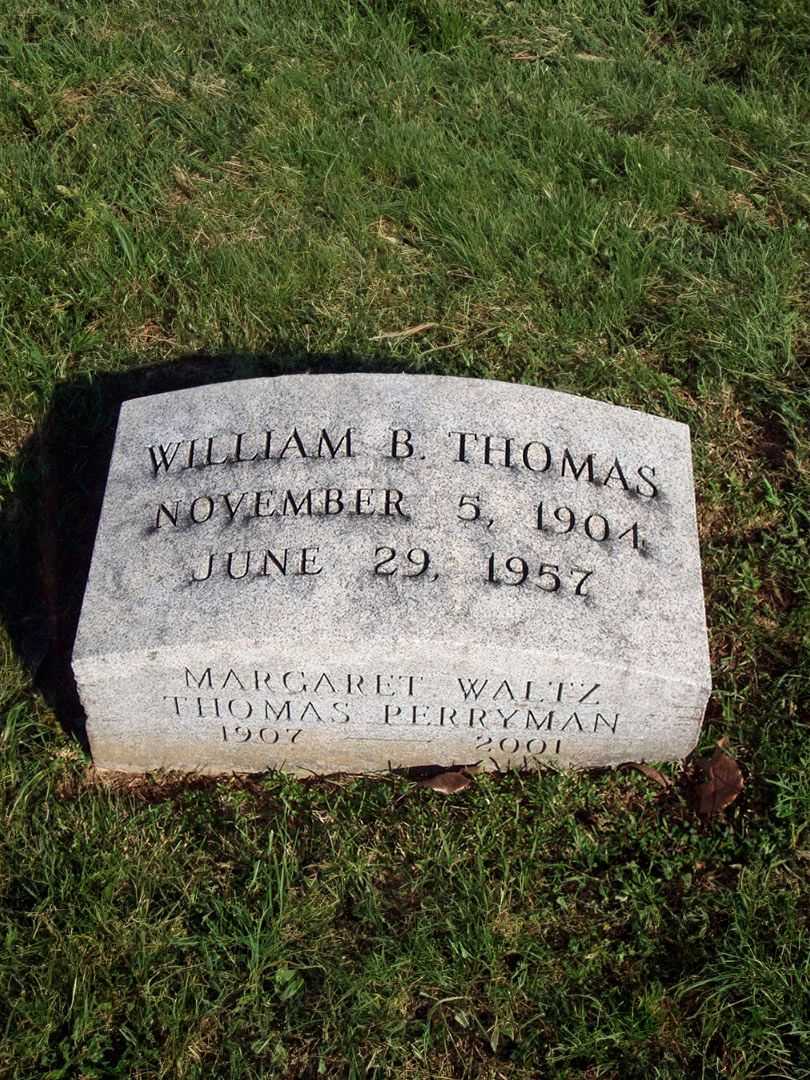 WILLIAM B. THOMAS
NOVEMBER 5, 1904
JUNE 29, 1957
MARGARET WALTZ
THOMAS PERRYMAN
1907 — 2001